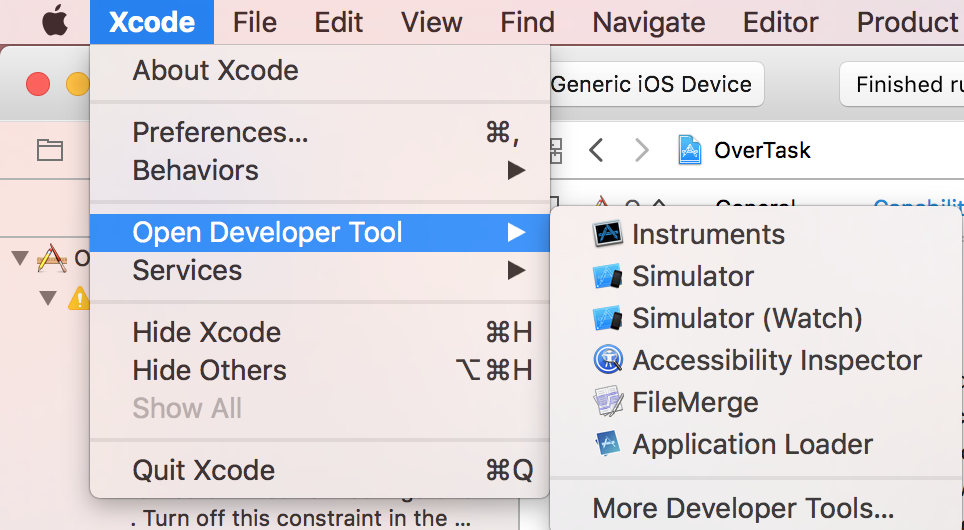 Xcode File Edit View Find Navigate Editor Product
About Xcode
Generic iOS Device
Preferences... ⌘,
Behaviors ▶
OverTask
General
Open Developer Tool ▶
Services ▶
Hide Xcode ⌘H
Hide Others ⌥⌘H
Show All
Quit Xcode ⌘Q
Instruments
Simulator
Simulator (Watch)
Accessibility Inspector
FileMerge
Application Loader
More Developer Tools...
. Turn off this constraint in the ...
Finished